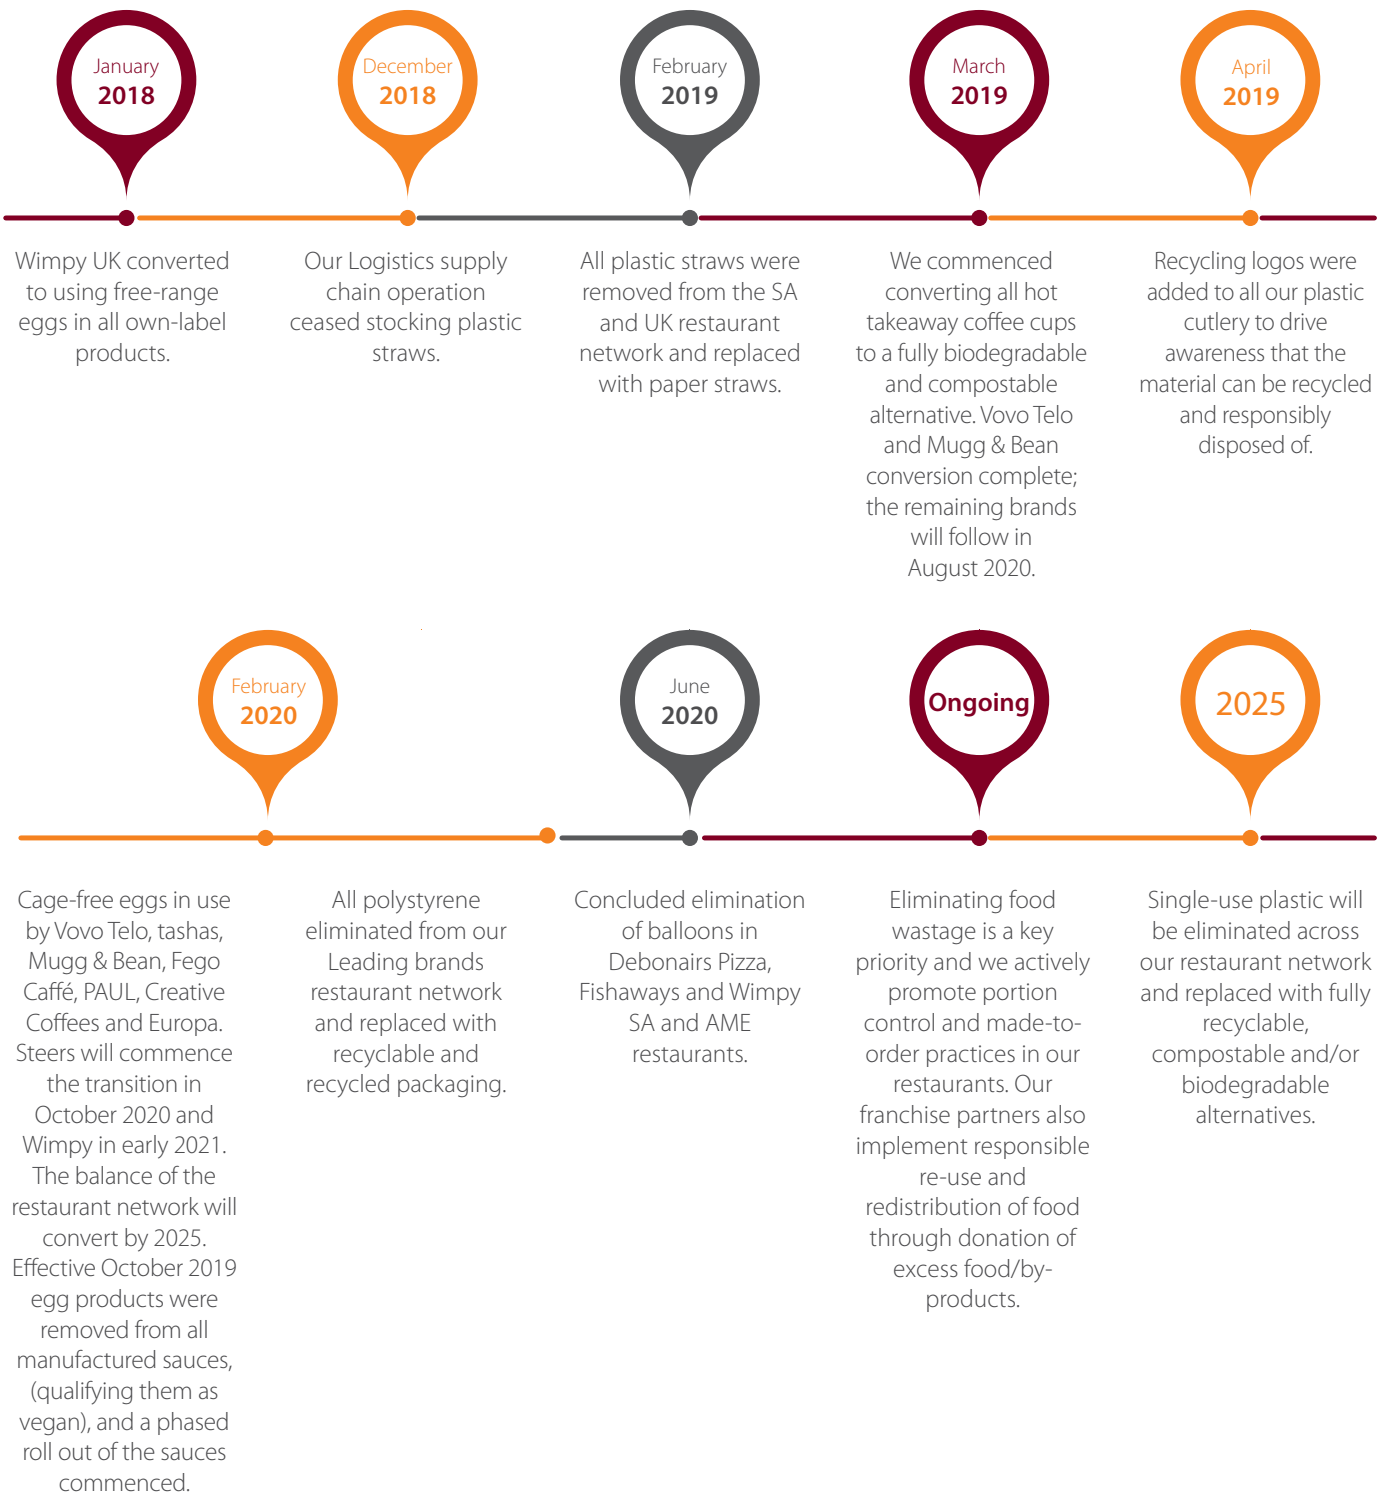 January
2018
December
2018
February
2019
March
2019
April
2019
Wimpy UK converted
to using free-range
eggs in all own-label
products.
Our Logistics supply
chain operation
ceased stocking plastic
straws.
All plastic straws were
removed from the SA
and UK restaurant
network and replaced
with paper straws.
We commenced
converting all hot
takeaway coffee cups
to a fully biodegradable
and compostable
alternative. Vovo Telo
and Mugg & Bean
conversion complete;
the remaining brands
will follow in
August 2020.
Recycling logos were
added to all our plastic
cutlery to drive
awareness that the
material can be recycled
and responsibly
disposed of.
February
2020
June
2020
Ongoing
2025
Cage-free eggs in use
by Vovo Telo, tashas,
Mugg & Bean, Fego
Caffé, PAUL, Creative
Coffees and Europa.
Steers will commence
the transition in
October 2020 and
Wimpy in early 2021.
The balance of the
restaurant network will
convert by 2025.
Effective October 2019
egg products were
removed from all
manufactured sauces,
(qualifying them as
vegan), and a phased
roll out of the sauces
commenced.
All polystyrene
eliminated from our
Leading brands
restaurant network
and replaced with
recyclable and
recycled packaging.
Concluded elimination
of balloons in
Debonairs Pizza,
Fishaways and Wimpy
SA and AME
restaurants.
Eliminating food
wastage is a key
priority and we actively
promote portion
control and made-to-
order practices in our
restaurants. Our
franchise partners also
implement responsible
re-use and
redistribution of food
through donation of
excess food/by-
products.
Single-use plastic will
be eliminated across
our restaurant network
and replaced with fully
recyclable,
compostable and/or
biodegradable
alternatives.